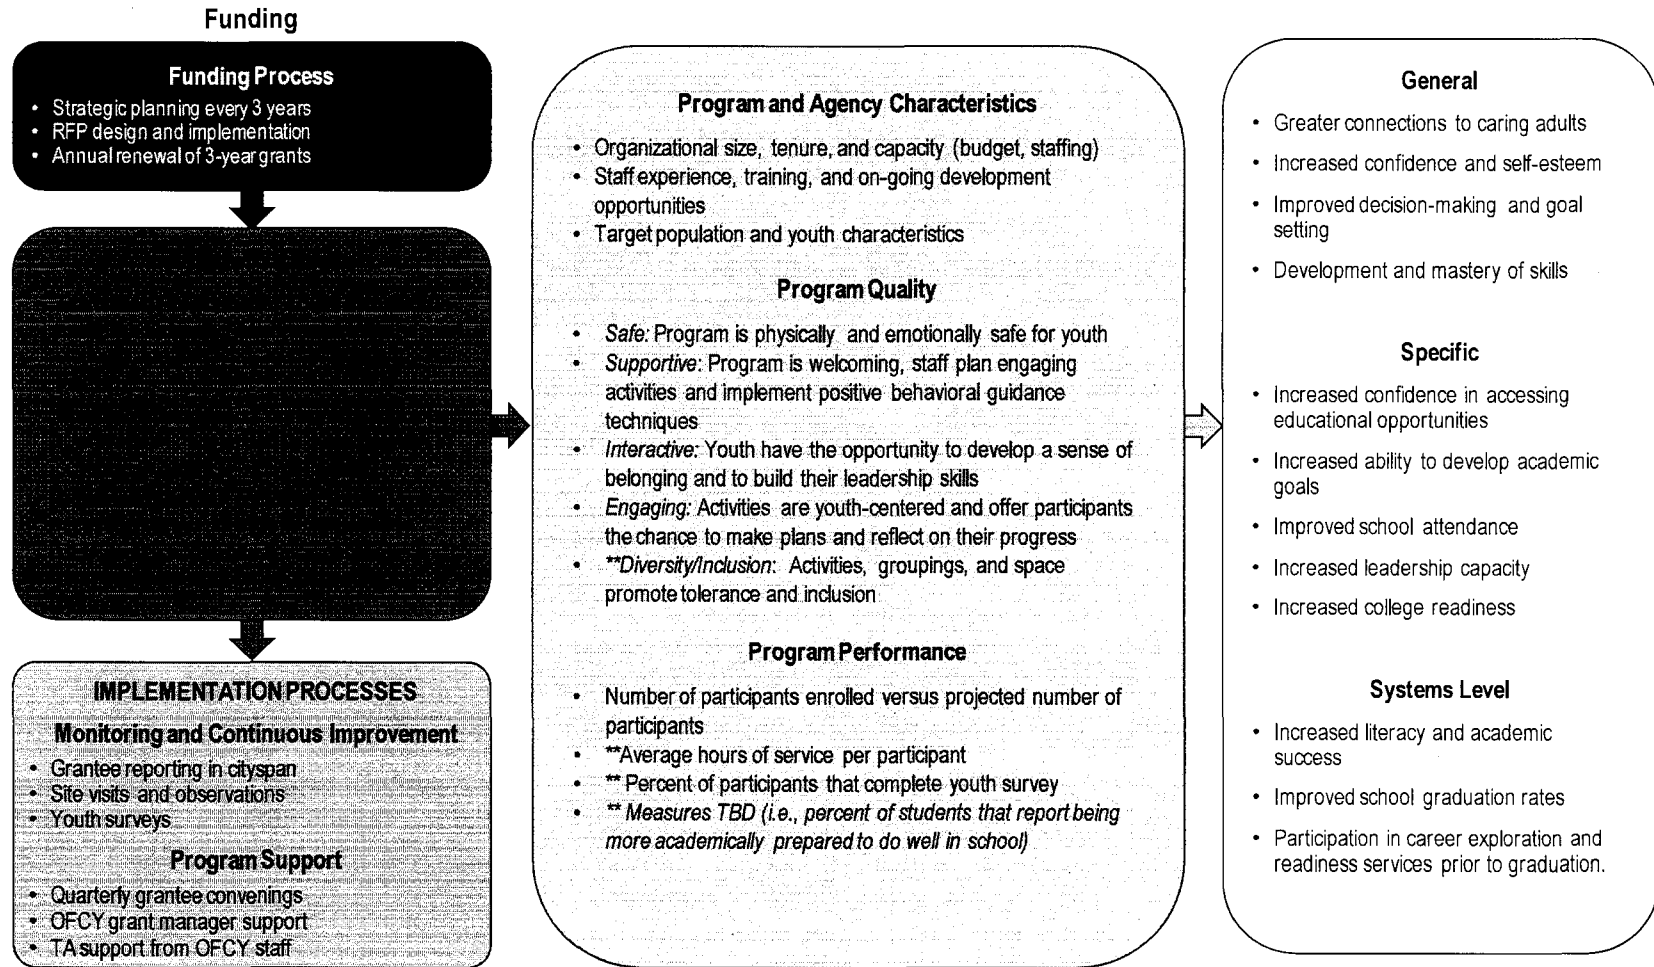 Funding
Funding Process
• Strategic planning every 3 years
• RFP design and implementation
• Annual renewal of 3-year grants
IMPLEMENTATION PROCESSES
Monitoring and Continuous Improvement
• Grantee reporting in cityspan
• Site visits and observations
• Youth surveys
Program Support
• Quarterly grantee convenings
• OFCY grant manager support
• TA support from OFCY staff
Program and Agency Characteristics
• Organizational size, tenure, and capacity (budget, staffing)
• Staff experience, training, and on-going development
opportunities
• Target population and youth characteristics
Program Quality
• Safe: Program is physically and emotionally safe for youth
• Supportive: Program is welcoming, staff plan engaging
activities and implement positive behavioral guidance
techniques
• Interactive: Youth have the opportunity to develop a sense of
belonging and to build their leadership skills
• Engaging: Activities are youth-centered and offer participants
the chance to make plans and reflect on their progress
• **Diversity/Inclusion: Activities, groupings, and space
promote tolerance and inclusion
Program Performance
• Number of participants enrolled versus projected number of
participants
• **Average hours of service per participant
• ** Percent of participants that complete youth survey
• ** Measures TBD (i.e., percent of students that report being
more academically prepared to do well in school)
General
• Greater connections to caring adults
• Increased confidence and self-esteem
• Improved decision-making and goal
setting
• Development and mastery of skills
Specific
• Increased confidence in accessing
educational opportunities
• Increased ability to develop academic
goals
• Improved school attendance
• Increased leadership capacity
• Increased college readiness
Systems Level
• Increased literacy and academic
success
• Improved school graduation rates
• Participation in career exploration and
readiness services prior to graduation.